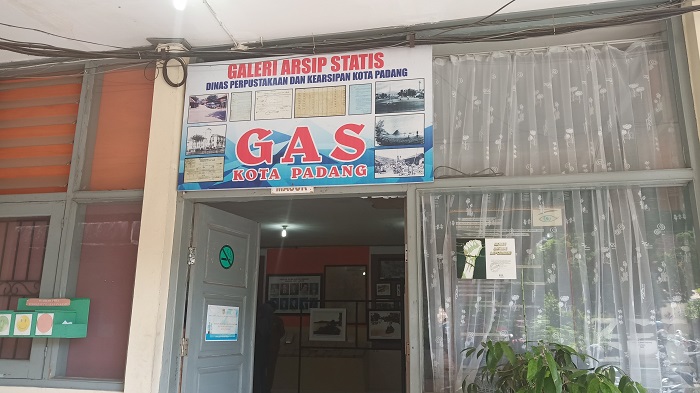 GALERI ARSIP STATIS
DINAS PERPUSTAKAAN DAN KEARSIPAN KOTA PADANG
GAS
KOTA PADANG
MASUK